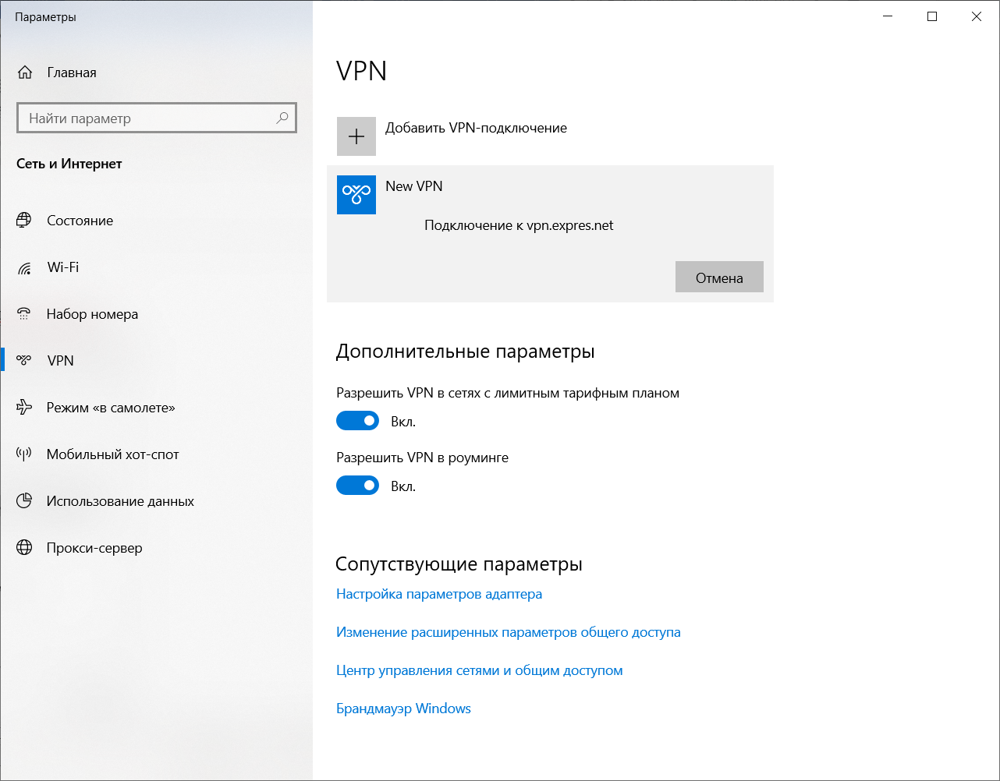 Параметры
Главная
Найти параметр
Сеть и Интернет
Состояние
Wi-Fi
Набор номера
VPN
Режим «в самолете»
Мобильный хот-спот
Использование данных
Прокси-сервер
VPN
Добавить VPN-подключение
New VPN
Подключение к vpn.expres.net
Отмена
Дополнительные параметры
Разрешить VPN в сетях с лимитным тарифным планом
Вкл.
Разрешить VPN в роуминге
Вкл.
Сопутствующие параметры
Настройка параметров адаптера
Изменение расширенных параметров общего доступа
Центр управления сетями и общим доступом
Брандмауэр Windows